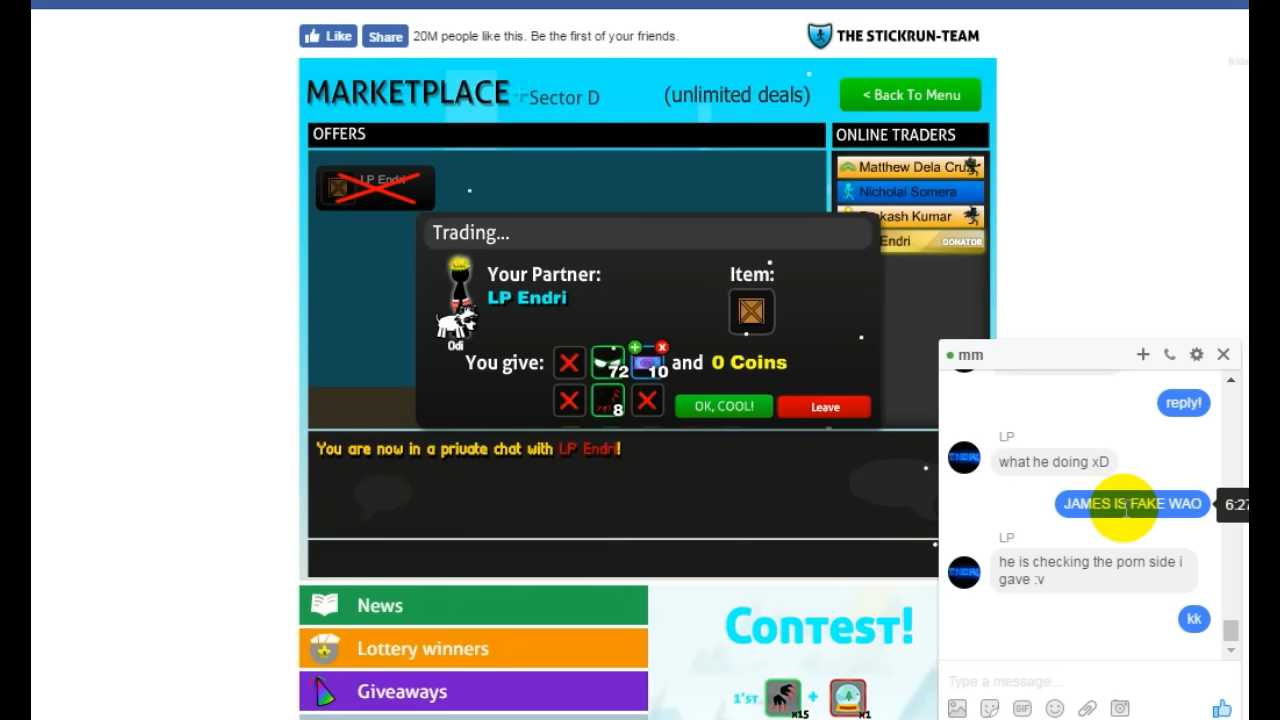 Like Share 20M people like this. Be the first of your friends.
THE STICKRUN-TEAM
MARKETPLACE Sector D (unlimited deals) < Back To Menu
OFFERS
ONLINE TRADERS
LP Endri
Matthew Dela Cruz
Nicholai Somera
kash Kumar
Endri DONATOR
Trading...
Your Partner:
LP Endri
Item:
Odi
You give: 72 10 and 0 Coins
8 OK, COOL! Leave
You are now in a private chat with LP Endri!
mm
reply!
LP
what he doing xD
JAMES IS FAKE WAO
6:27
LP
he is checking the porn side i
gave :v
kk
Type a message...
GIF
News
Lottery winners
Giveaways
CONTEST!
1'ST x15 + x1